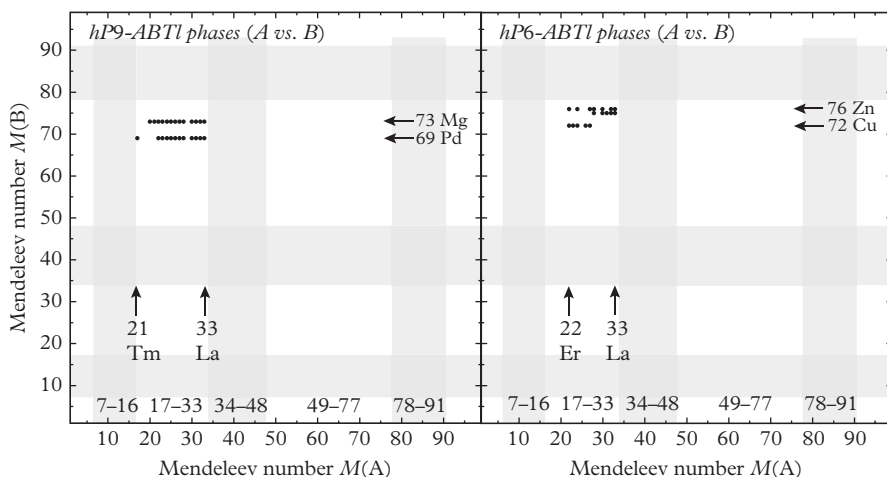 hP9-ABTl phases (A vs. B)
90
80
70
60
50
40
30
20
10
Mendeleev number M(B)
73 Mg
69 Pd
21
Tm
33
La
7–16 17–33 34–48 49–77 78–91
10 20 30 40 50 60 70 80 90
Mendeleev number M(A)
hP6-ABTl phases (A vs. B)
76 Zn
72 Cu
22
Er
33
La
7–16 17–33 34–48 49–77 78–91
10 20 30 40 50 60 70 80 90
Mendeleev number M(A)